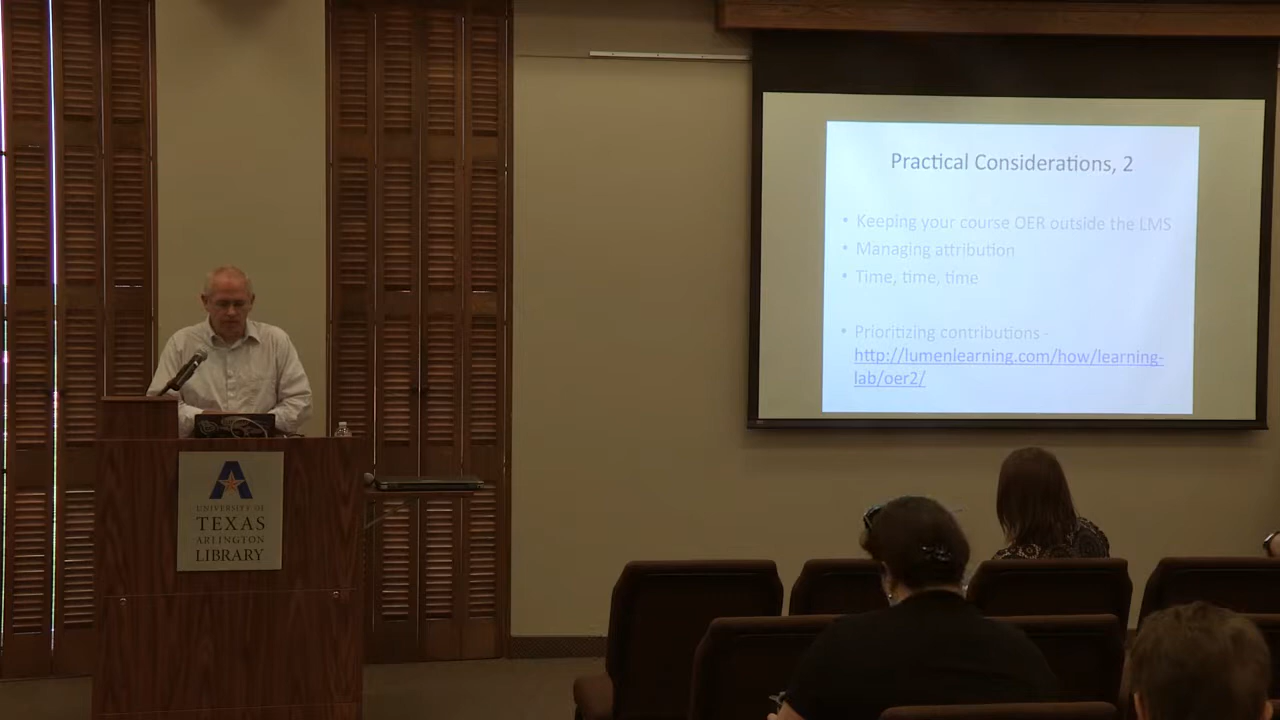 Practical Considerations, 2
• Keeping your course OER outside the LMS
• Managing attribution
• Time, time, time
• Prioritizing contributions -
http://lumenlearning.com/how/learning-
lab/oer2/
UNIVERSITY OF
TEXAS
ARLINGTON
LIBRARY